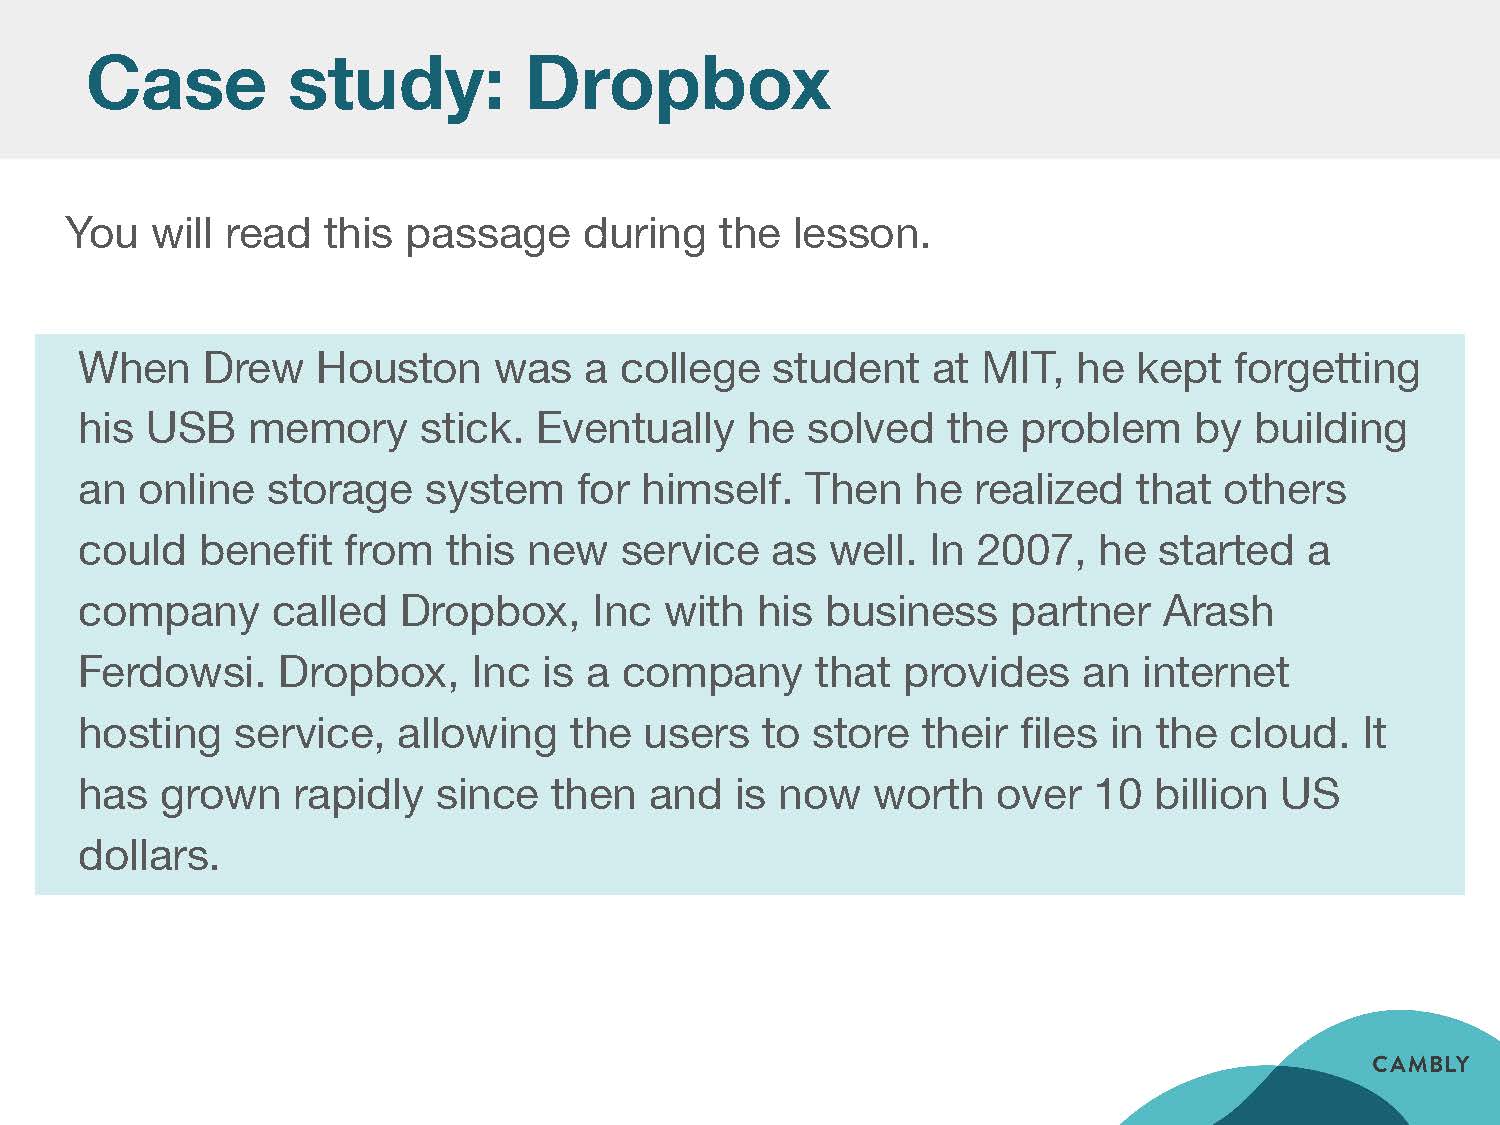 Case study: Dropbox
You will read this passage during the lesson.
When Drew Houston was a college student at MIT, he kept forgetting
his USB memory stick. Eventually he solved the problem by building
an online storage system for himself. Then he realized that others
could benefit from this new service as well. In 2007, he started a
company called Dropbox, Inc with his business partner Arash
Ferdowsi. Dropbox, Inc is a company that provides an internet
hosting service, allowing the users to store their files in the cloud. It
has grown rapidly since then and is now worth over 10 billion US
dollars.
CAMBLY